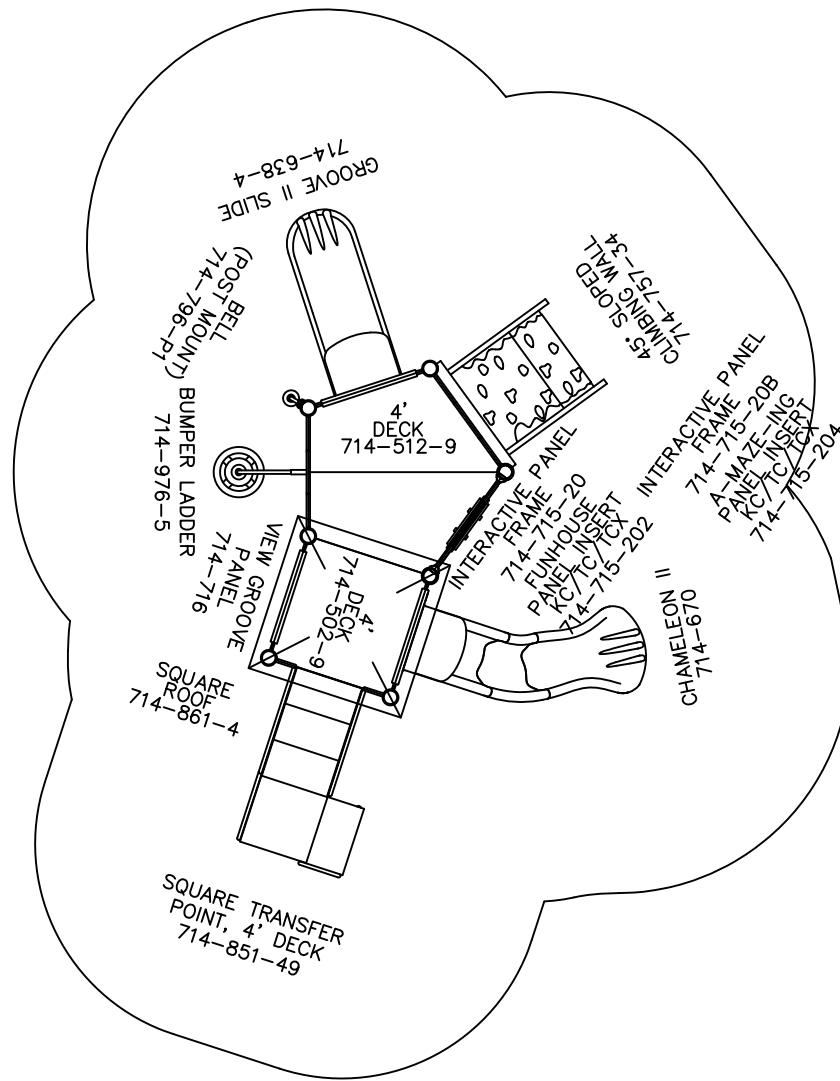 GROOVE II SLIDE
714-638-4
BELL
(POST MOUNT)
714-796-P1
45° SLOPED
CLIMBING WALL
714-757-34
4'
DECK
714-512-9
BUMPER LADDER
714-976-5
INTERACTIVE PANEL
FRAME
714-715-20B
A-MAZE-ING
PANEL INSERT
KC/TC/TCX
714-715-204
INTERACTIVE PANEL
FRAME
714-715-20
FUNHOUSE
PANEL INSERT
KC/TC/TCX
714-715-202
VIEW GROOVE
PANEL
714-716
4'
DECK
714-502-9
CHAMELEON II
714-670
SQUARE
ROOF
714-861-4
SQUARE TRANSFER
POINT, 4' DECK
714-851-49